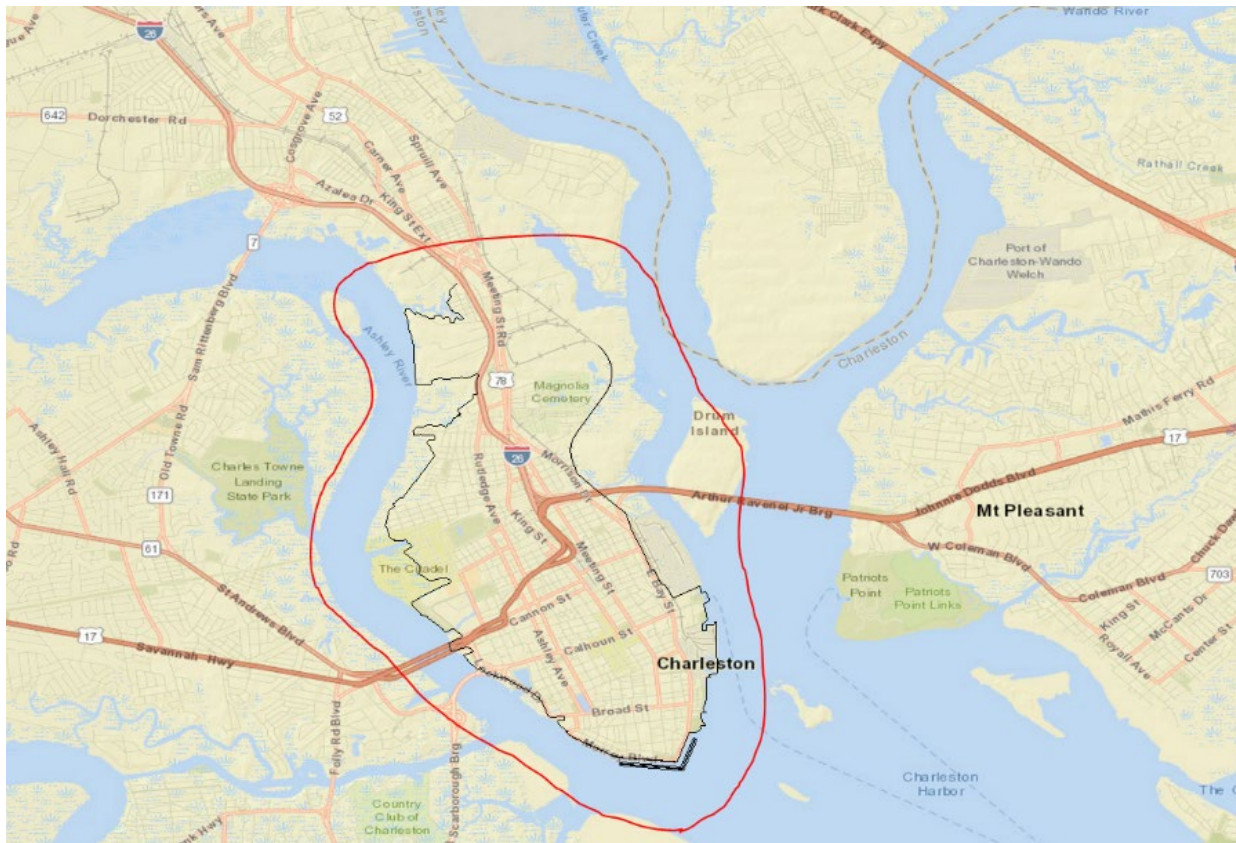 Wando River
26
642
Dorchester Rd
Cosgrove Ave
52
Carner Ave
Spruill Ave
Azalea Dr
King St Ext
Rathall Creek
7
Port of
Charleston-Wando
Welch
Sam Rittenberg Blvd
Ashley River
Meeting St Rd
Charleston
78
Magnolia
Cemetery
Drum
Island
Mathis Ferry Rd
17
Ashley Hall Rd
Old Towne Rd
Charles Towne
Landing
State Park
Rutledge Ave
26
171
Arthur Ravenel Jr Brg
Johnnie Dodds Blvd
Mt Pleasant
King St
Meeting St
61
W Coleman Blvd
The Citadel
St Andrews Blvd
E Bay St
Patriots
Point
Patriots
Point Links
Coleman Blvd
703
King St
McCants Dr
Center St
Royall Ave
17
Savannah Hwy
Cannon St
Ashley Ave
Calhoun St
Charleston
Broad St
Folly Rd Blvd
Charleston
Harbor
Country
Club of
Charleston